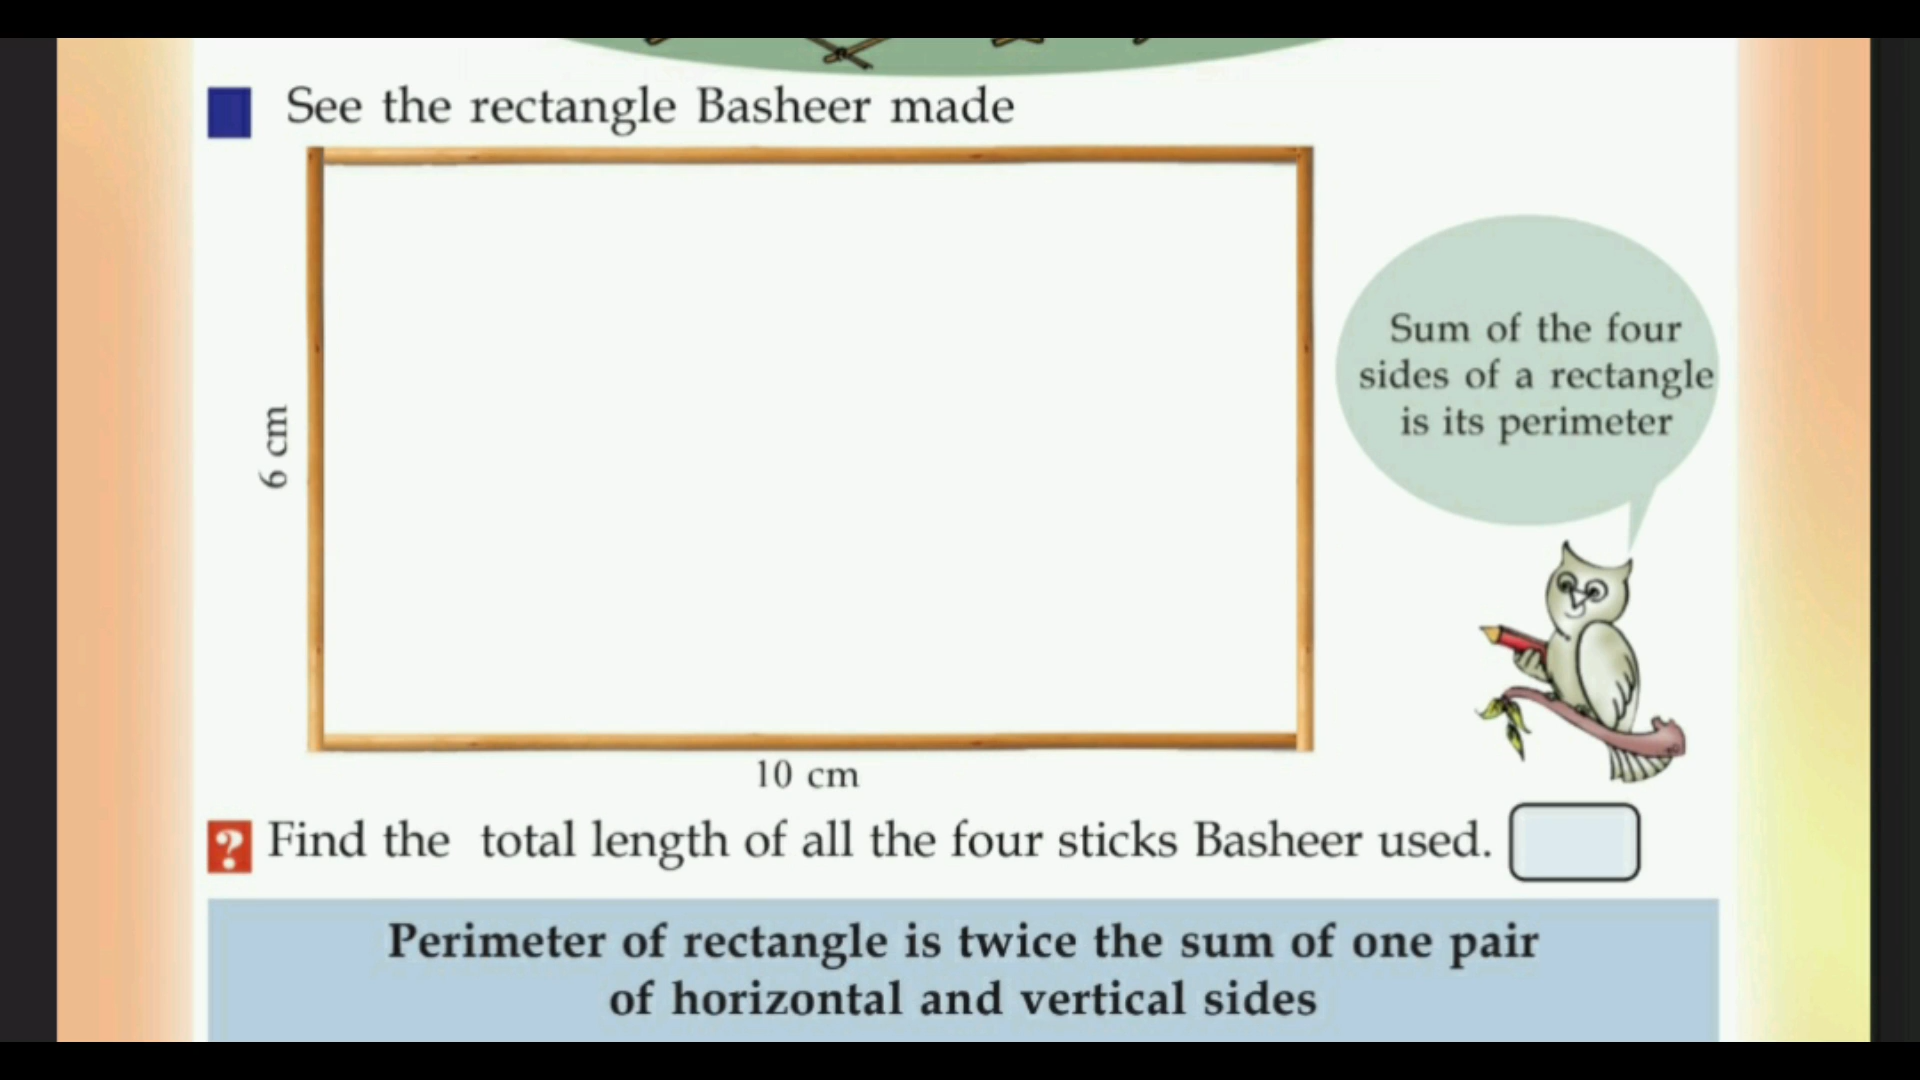 See the rectangle Basheer made
6 cm
Sum of the four
sides of a rectangle
is its perimeter
10 cm
? Find the total length of all the four sticks Basheer used.
Perimeter of rectangle is twice the sum of one pair
of horizontal and vertical sides